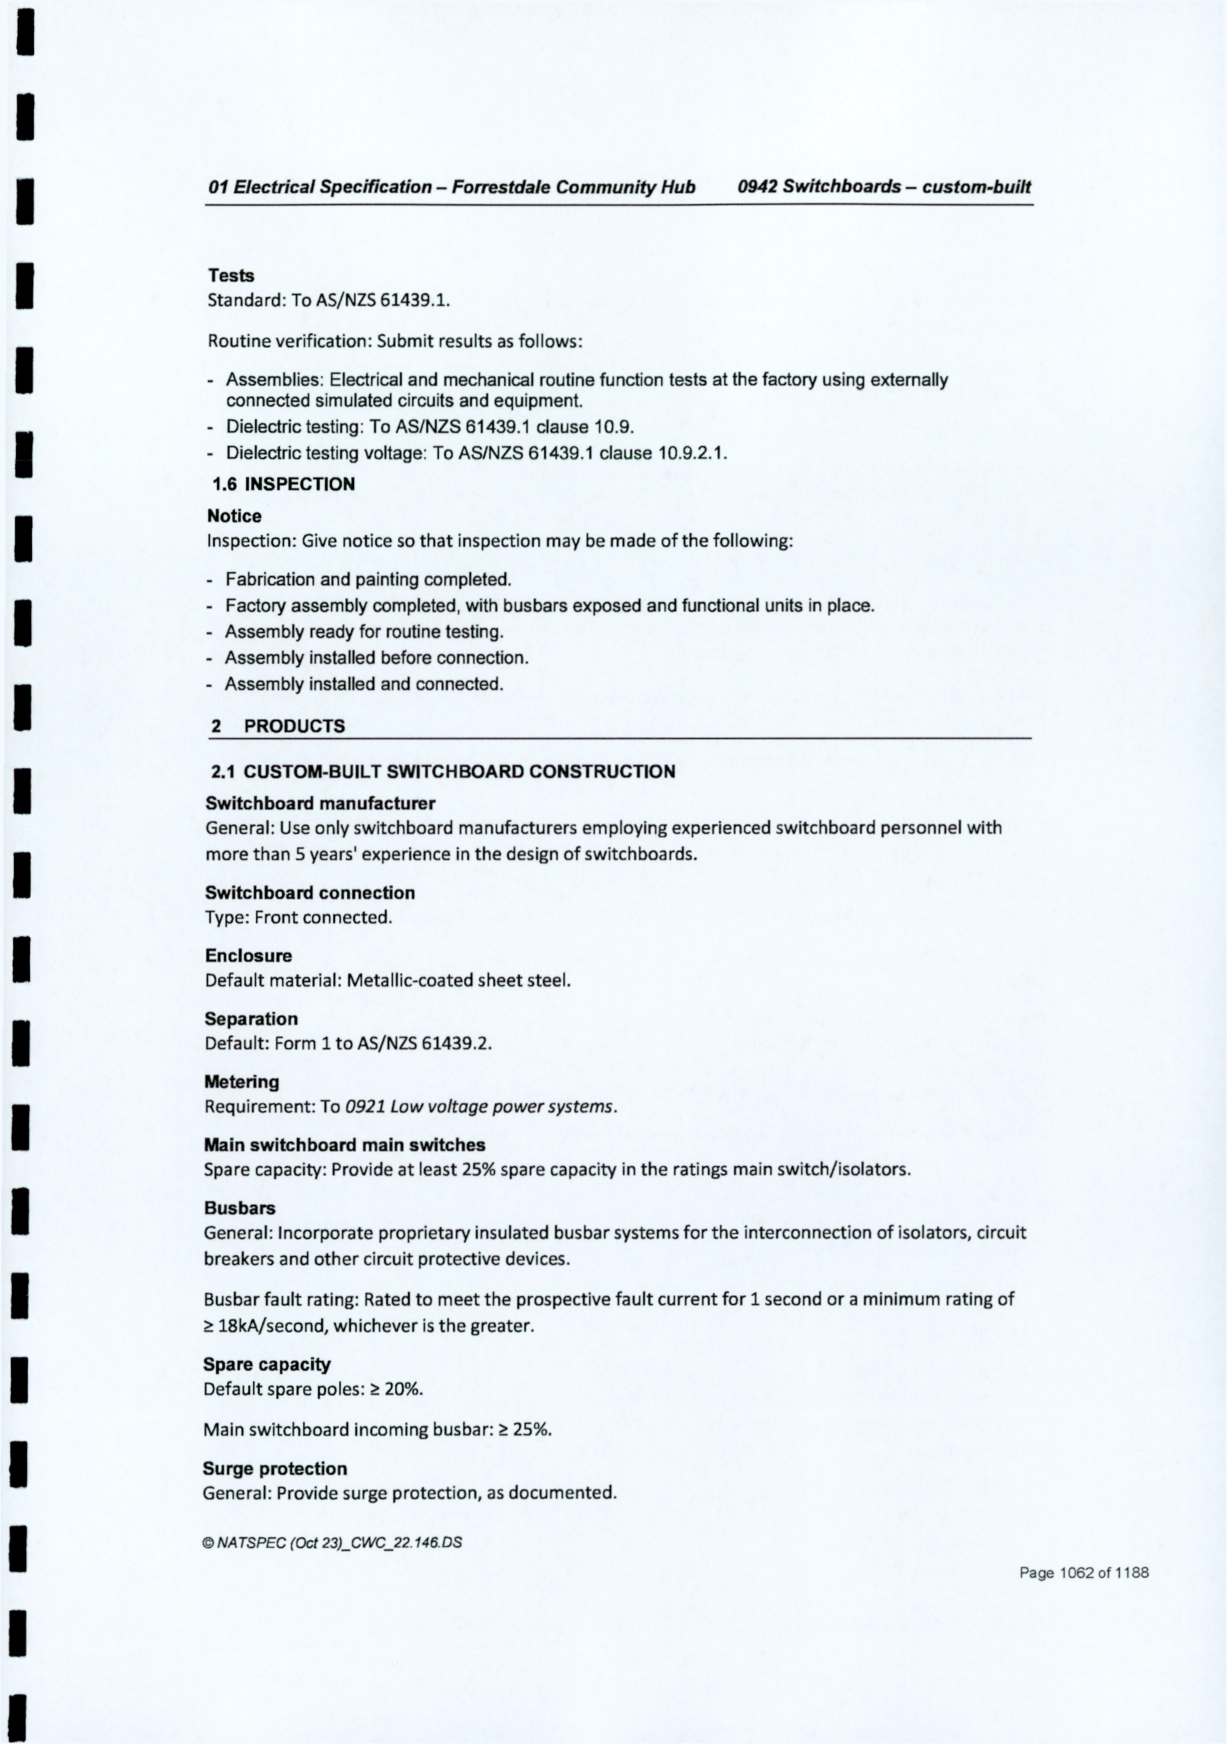 01 Electrical Specification – Forrestdale Community Hub 0942 Switchboards – custom-built
Tests
Standard: To AS/NZS 61439.1.
Routine verification: Submit results as follows:
- Assemblies: Electrical and mechanical routine function tests at the factory using externally
connected simulated circuits and equipment.
- Dielectric testing: To AS/NZS 61439.1 clause 10.9.
- Dielectric testing voltage: To AS/NZS 61439.1 clause 10.9.2.1.
1.6 INSPECTION
Notice
Inspection: Give notice so that inspection may be made of the following:
- Fabrication and painting completed.
- Factory assembly completed, with busbars exposed and functional units in place.
- Assembly ready for routine testing.
- Assembly installed before connection.
- Assembly installed and connected.
2 PRODUCTS
2.1 CUSTOM-BUILT SWITCHBOARD CONSTRUCTION
Switchboard manufacturer
General: Use only switchboard manufacturers employing experienced switchboard personnel with
more than 5 years' experience in the design of switchboards.
Switchboard connection
Type: Front connected.
Enclosure
Default material: Metallic-coated sheet steel.
Separation
Default: Form 1 to AS/NZS 61439.2.
Metering
Requirement: To 0921 Low voltage power systems.
Main switchboard main switches
Spare capacity: Provide at least 25% spare capacity in the ratings main switch/isolators.
Busbars
General: Incorporate proprietary insulated busbar systems for the interconnection of isolators, circuit
breakers and other circuit protective devices.
Busbar fault rating: Rated to meet the prospective fault current for 1 second or a minimum rating of
≥ 18kA/second, whichever is the greater.
Spare capacity
Default spare poles: ≥ 20%.
Main switchboard incoming busbar: ≥ 25%.
Surge protection
General: Provide surge protection, as documented.
© NATSPEC (Oct 23)_CWC_22.146.DS
Page 1062 of 1188